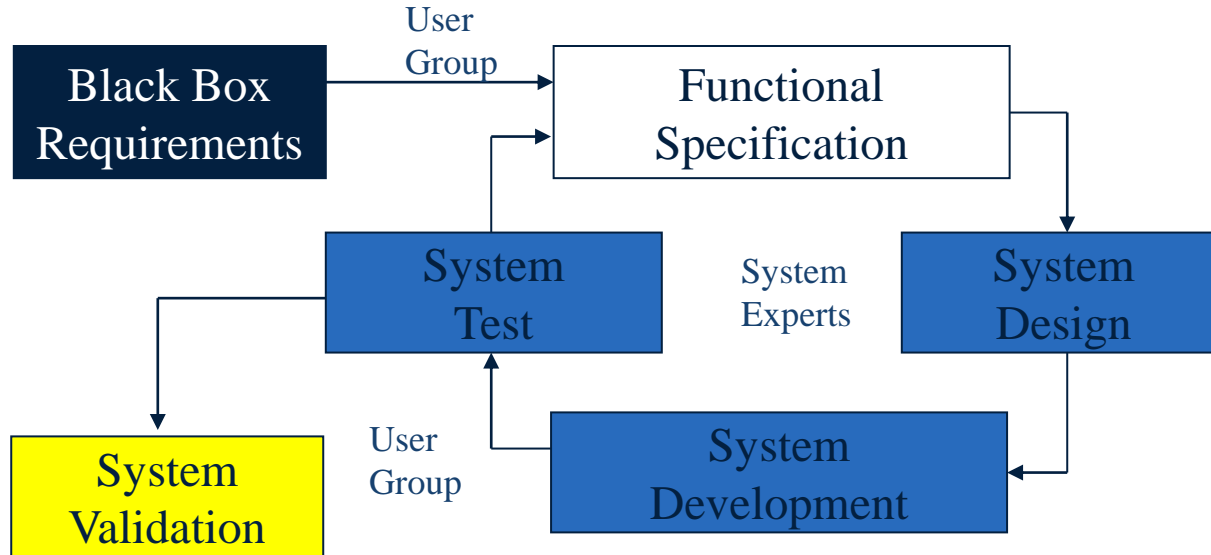 User
Group
Black Box
Requirements
Functional
Specification
System
Test
System
Experts
System
Design
User
Group
System
Validation
System
Development